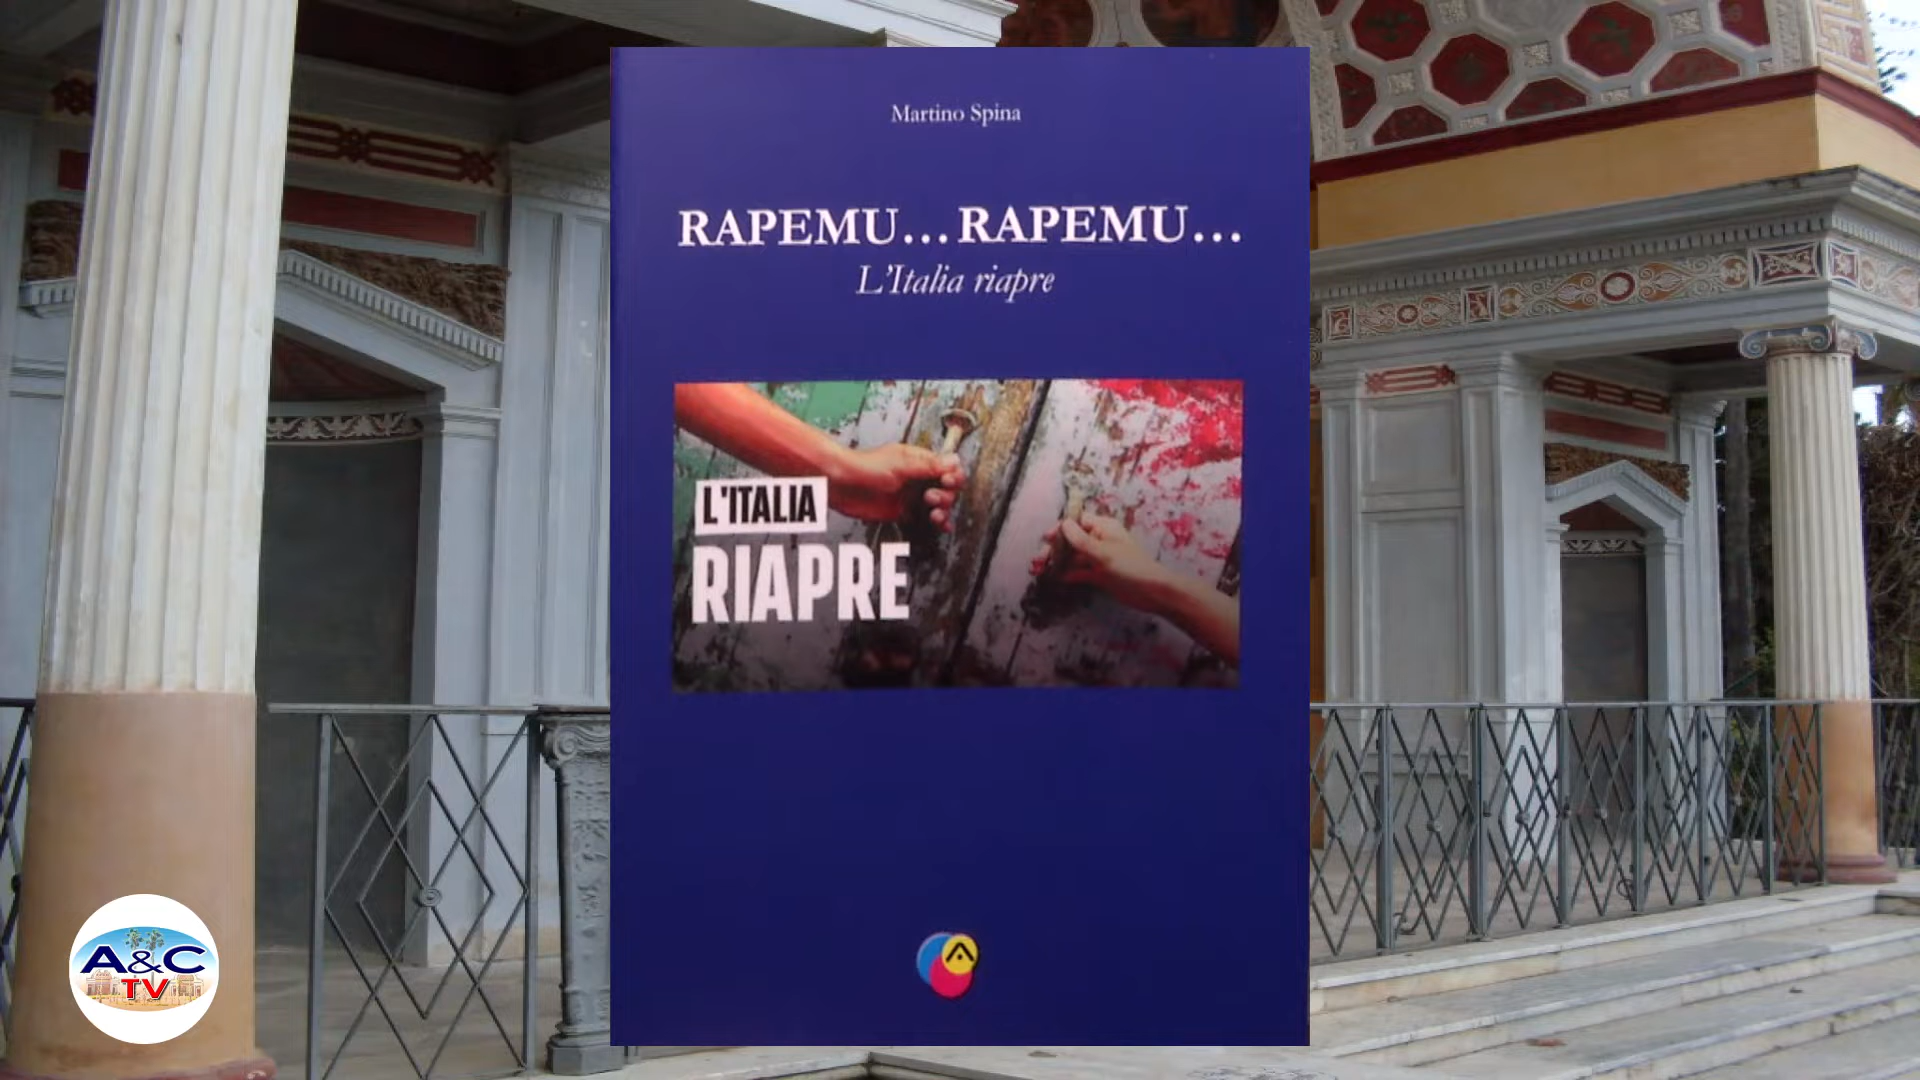 Martino Spina
RAPEMU... RAPEMU...
L'Italia riapre
L'ITALIA
RIAPRE
A&C
TV